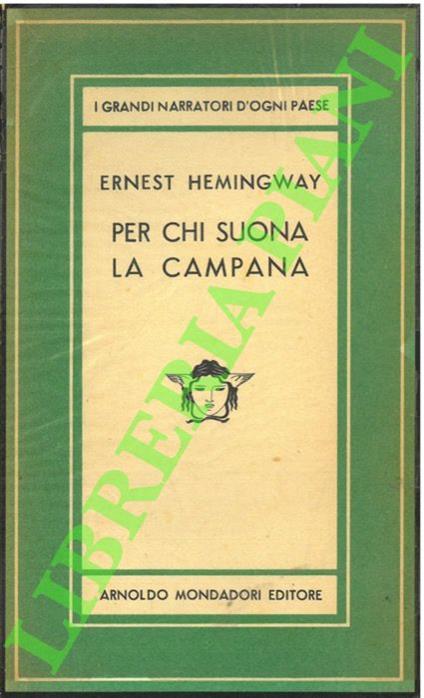 I GRANDI NARRATORI D'OGNI PAESE
ERNEST HEMINGWAY
PER CHI SUONA
LA CAMPANA
ARNOLDO MONDADORI EDITORE
LIBRERIA PIANI